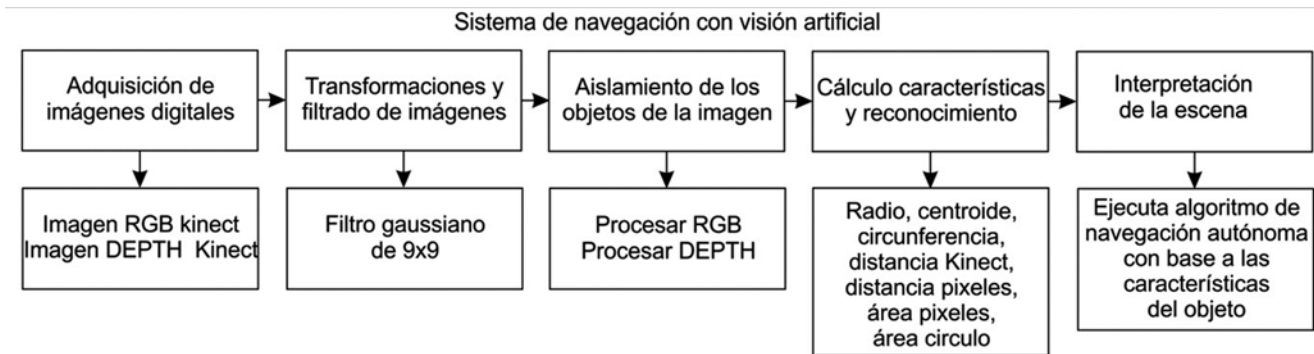 Sistema de navegación con visión artificial
Adquisición de
imágenes digitales
Transformaciones y
filtrado de imágenes
Aislamiento de los
objetos de la imagen
Cálculo características
y reconocimiento
Interpretación
de la escena
Imagen RGB kinect
Imagen DEPTH Kinect
Filtro gaussiano
de 9x9
Procesar RGB
Procesar DEPTH
Radio, centroide,
circunferencia,
distancia Kinect,
distancia pixeles,
área pixeles,
área circulo
Ejecuta algoritmo de
navegación autónoma
con base a las
características
del objeto